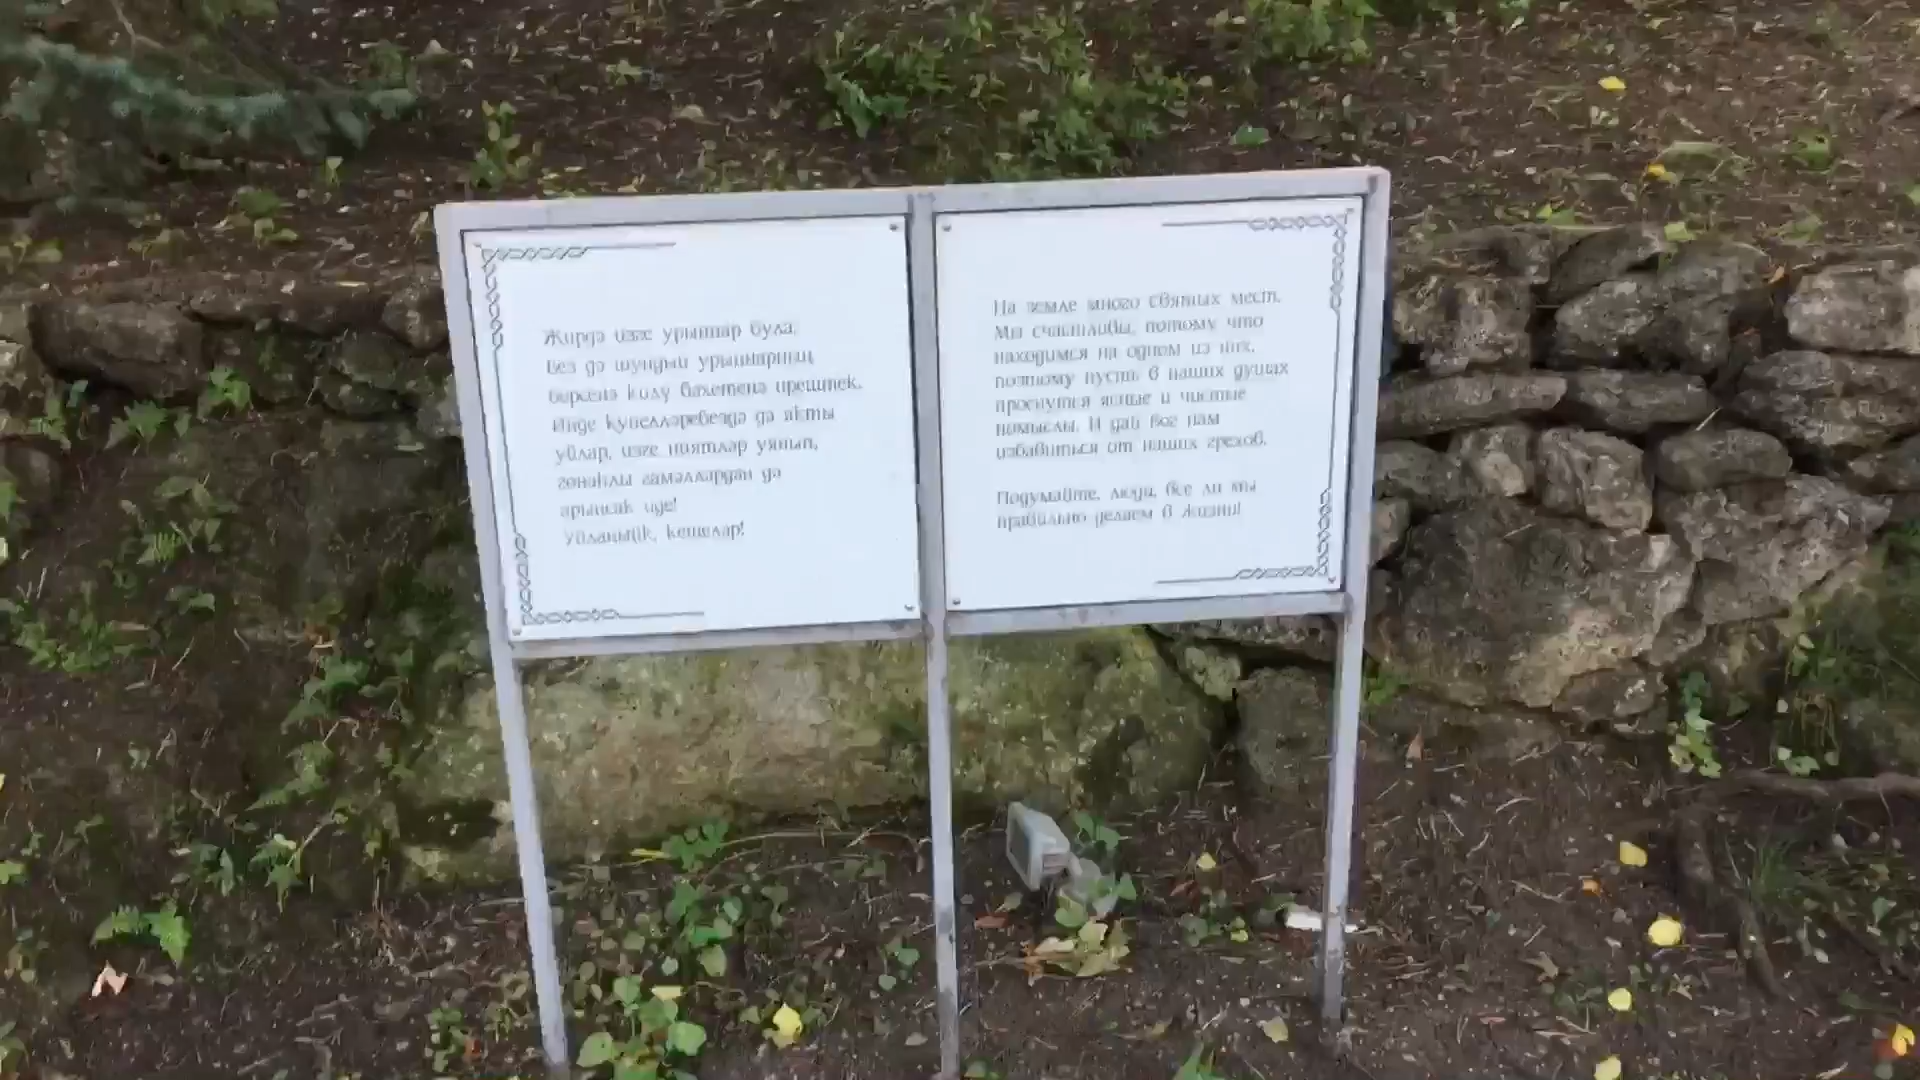 Җирдә изге урыннар була.
Без дә шундый урыннарның
берсенә килү бәхетенә ирештек.
Инде күңелләребездә дә якты
уйлар, изге ниятләр уянып,
гөнаһлы гамәлләрдән дә
арынсак иде!
Уйланыйк, кешеләр!
На земле много святых мест.
Мы счастливы, потому что
находимся на одном из них,
поэтому пусть в наших душах
проснутся ясные и чистые
помыслы. И дай Бог нам
избавиться от наших грехов.
Подумайте, люди, все ли мы
правильно делаем в жизни!